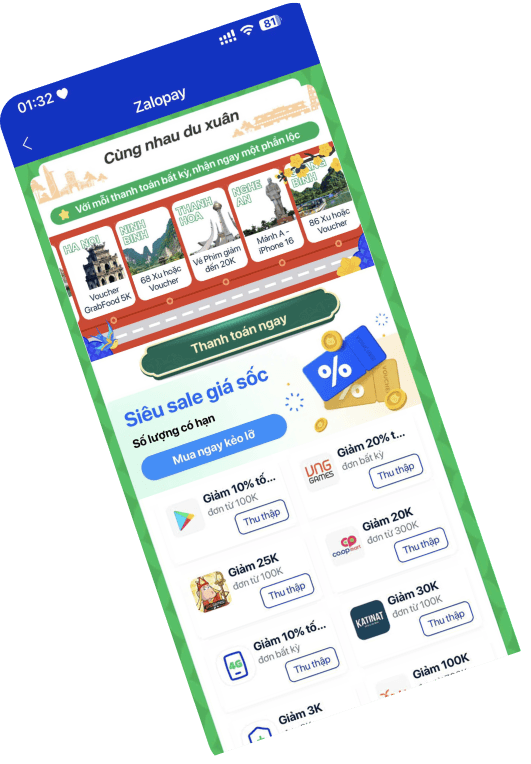 01:32
81
Zalopay
Cùng nhau du xuân
Với mỗi thanh toán bất kỳ, nhận ngay một phần lộc
HÀ NỘI
Voucher
GrabFood 5K
NINH
BÌNH
68 Xu hoặc
Voucher
THANH
HOÁ
Vé Phim giảm
đến 20K
NGHỆ
AN
Mảnh A -
iPhone 16
BÌNH
86 Xu hoặc
Voucher
Thanh toán ngay
Siêu sale giá sốc
Số lượng có hạn
Mua ngay kẻo lỡ
%
VOUCHER
Giảm 10% tố...
đơn từ 100K
Thu thập
VNG
GAMES
Giảm 20% t...
đơn bất kỳ
Thu thập
Giảm 25K
đơn từ 100K
Thu thập
co.opmart
Giảm 20K
đơn từ 300K
Thu thập
4G
Giảm 10% tố...
đơn bất kỳ
Thu thập
KATINAT
Giảm 30K
đơn từ 100K
Thu thập
Giảm 3K
Giảm 100K